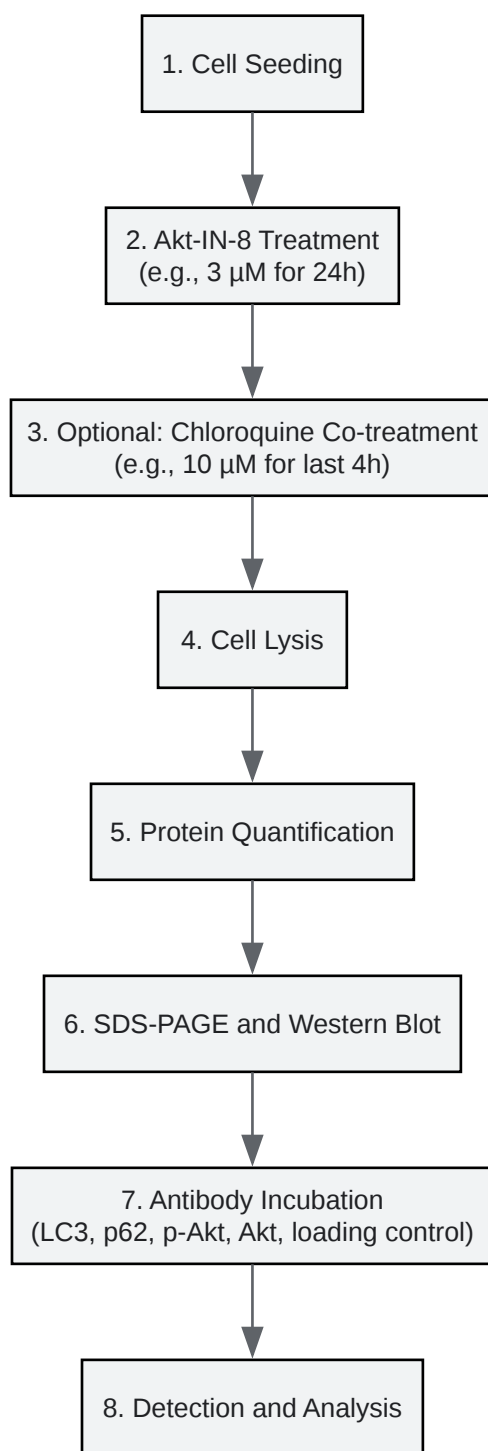 1. Cell Seeding
2. Akt-IN-8 Treatment
(e.g., 3 µM for 24h)
3. Optional: Chloroquine Co-treatment
(e.g., 10 µM for last 4h)
4. Cell Lysis
5. Protein Quantification
6. SDS-PAGE and Western Blot
7. Antibody Incubation
(LC3, p62, p-Akt, Akt, loading control)
8. Detection and Analysis